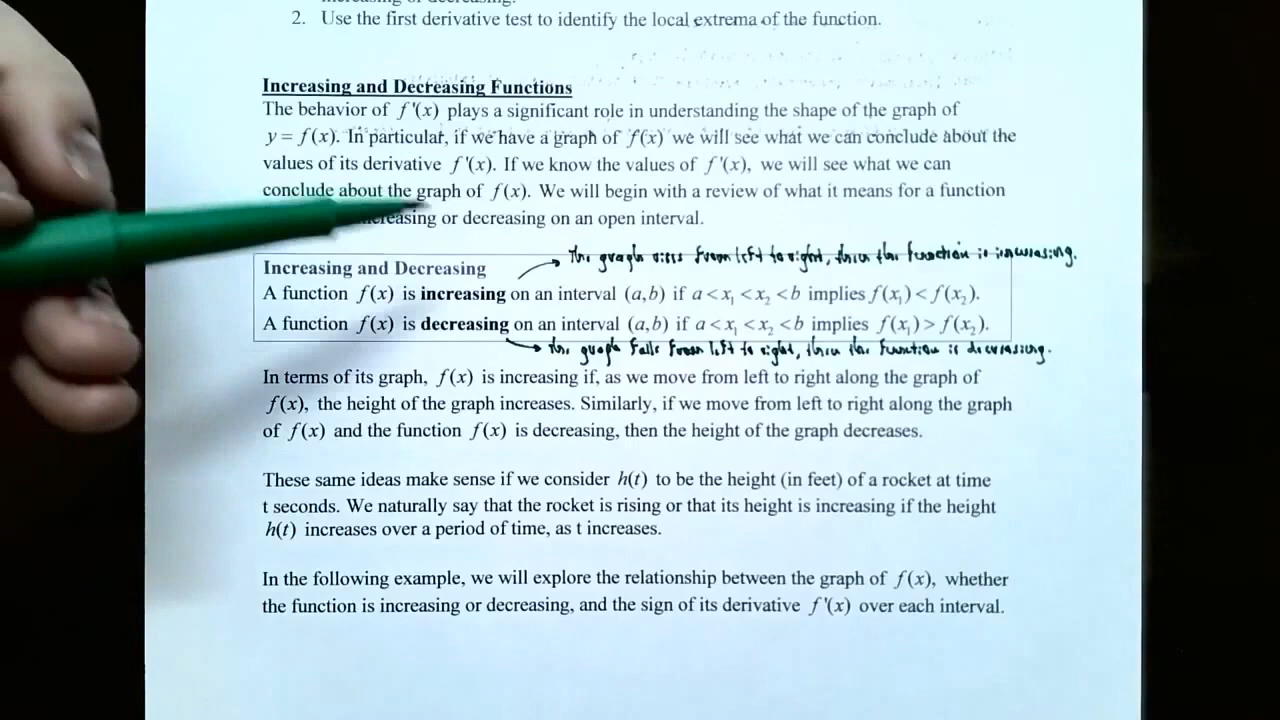 2. Use the first derivative test to identify the local extrema of the function.
Increasing and Decreasing Functions
The behavior of f '(x) plays a significant role in understanding the shape of the graph of
y = f(x). In particular, if we have a graph of f(x) we will see what we can conclude about the
values of its derivative f '(x). If we know the values of f '(x), we will see what we can
conclude about the graph of f(x). We will begin with a review of what it means for a function
or decreasing on an open interval.
the graph rises from left to right, then the function is increasing.
Increasing and Decreasing
A function f(x) is increasing on an interval (a,b) if a < x₁ < x₂ < b implies f(x₁) < f(x₂).
A function f(x) is decreasing on an interval (a,b) if a < x₁ < x₂ < b implies f(x₁) > f(x₂).
the graph falls from left to right, then the function is decreasing.
In terms of its graph, f(x) is increasing if, as we move from left to right along the graph of
f(x), the height of the graph increases. Similarly, if we move from left to right along the graph
of f(x) and the function f(x) is decreasing, then the height of the graph decreases.
These same ideas make sense if we consider h(t) to be the height (in feet) of a rocket at time
t seconds. We naturally say that the rocket is rising or that its height is increasing if the height
h(t) increases over a period of time, as t increases.
In the following example, we will explore the relationship between the graph of f(x), whether
the function is increasing or decreasing, and the sign of its derivative f '(x) over each interval.